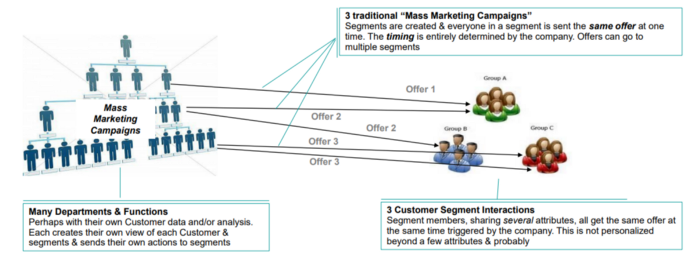 3 traditional “Mass Marketing Campaigns”
Segments are created & everyone in a segment is sent the same offer at one
time. The timing is entirely determined by the company. Offers can go to
multiple segments
Mass
Marketing
Campaigns
Offer 1
Offer 2
Offer 2
Offer 3
Offer 3
Group A
Group B
Group C
Many Departments & Functions
Perhaps with their own Customer data and/or analysis.
Each creates their own view of each Customer &
segments & sends their own actions to segments
3 Customer Segment Interactions
Segment members, sharing several attributes, all get the same offer at
the same time triggered by the company. This is not personalized
beyond a few attributes & probably